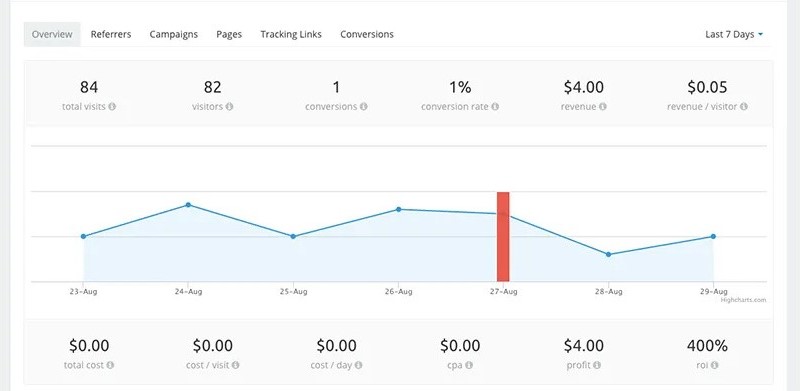 Overview Referrers Campaigns Pages Tracking Links Conversions Last 7 Days
84 82 1 1% $4.00 $0.05
total visits visitors conversions conversion rate revenue revenue / visitor
23-Aug 24-Aug 25-Aug 26-Aug 27-Aug 28-Aug 29-Aug
Highcharts.com
$0.00 $0.00 $0.00 $0.00 $4.00 400%
total cost cost / visit cost / day cpa profit roi